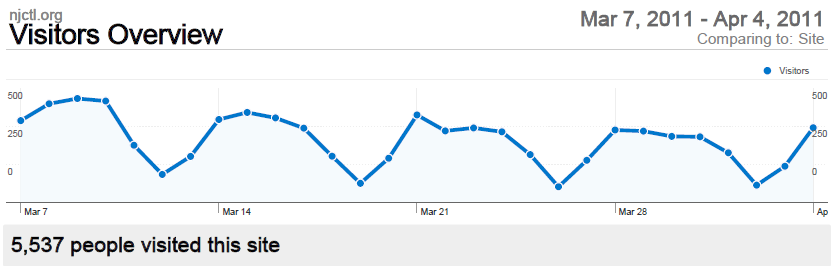 njctl.org
Visitors Overview
Mar 7, 2011 - Apr 4, 2011
Comparing to: Site
Visitors
500 500
250 250
0 0
Mar 7 Mar 14 Mar 21 Mar 28 Ap
5,537 people visited this site